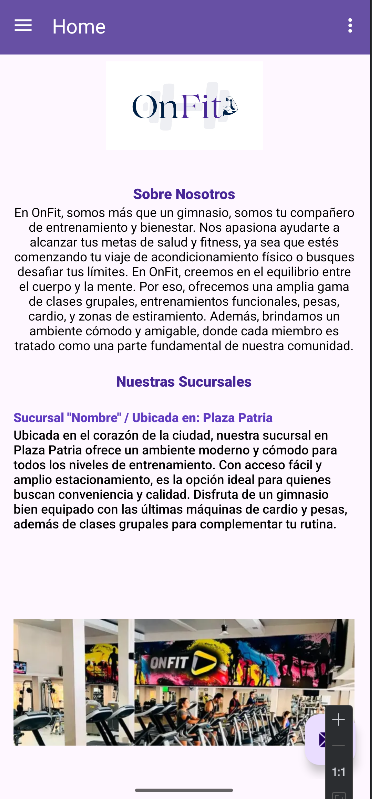 Home
OnFit
Sobre Nosotros
En OnFit, somos más que un gimnasio, somos tu compañero
de entrenamiento y bienestar. Nos apasiona ayudarte a
alcanzar tus metas de salud y fitness, ya sea que estés
comenzando tu viaje de acondicionamiento físico o busques
desafiar tus límites. En OnFit, creemos en el equilibrio entre
el cuerpo y la mente. Por eso, ofrecemos una amplia gama
de clases grupales, entrenamientos funcionales, pesas,
cardio, y zonas de estiramiento. Además, brindamos un
ambiente cómodo y amigable, donde cada miembro es
tratado como una parte fundamental de nuestra comunidad.
Nuestras Sucursales
Sucursal "Nombre" / Ubicada en: Plaza Patria
Ubicada en el corazón de la ciudad, nuestra sucursal en
Plaza Patria ofrece un ambiente moderno y cómodo para
todos los niveles de entrenamiento. Con acceso fácil y
amplio estacionamiento, es la opción ideal para quienes
buscan conveniencia y calidad. Disfruta de un gimnasio
bien equipado con las últimas máquinas de cardio y pesas,
además de clases grupales para complementar tu rutina.
ONFIT
1:1